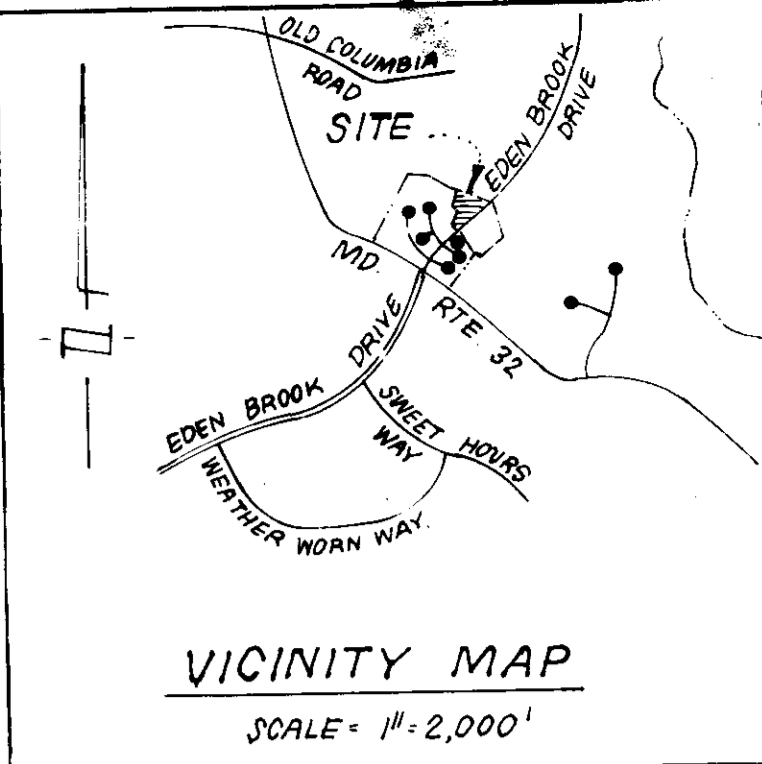 OLD COLUMBIA
ROAD
SITE
EDEN BROOK
DRIVE
MD. RTE. 32
EDEN BROOK DRIVE
SWEET HOURS
WAY
WEATHER WORN WAY
N
VICINITY MAP
SCALE = 1" = 2,000'